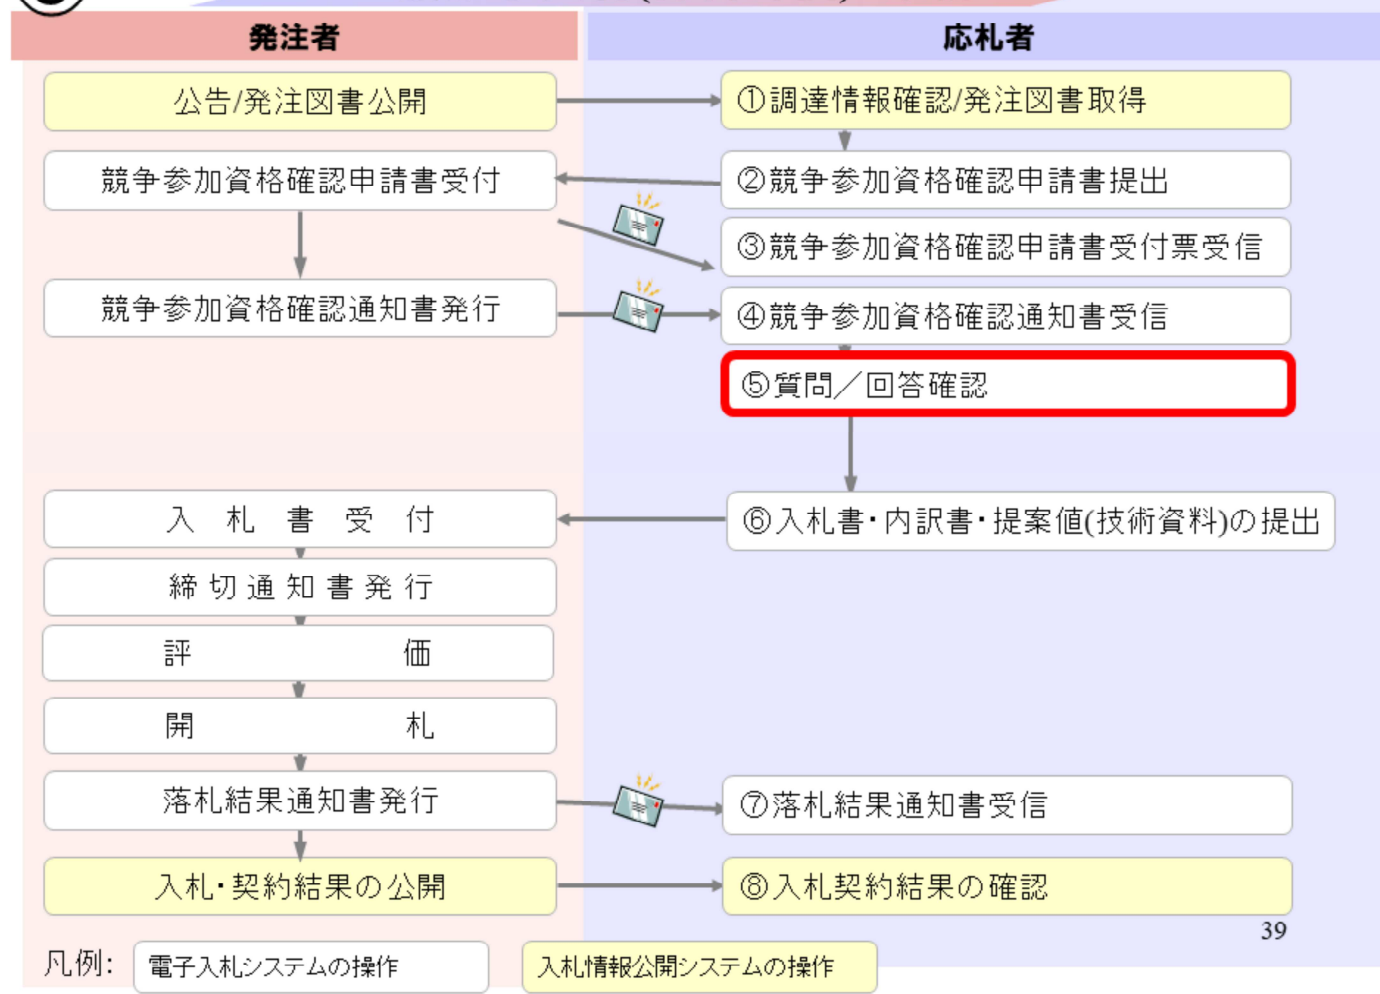 発注者
応札者
公告/発注図書公開
①調達情報確認/発注図書取得
競争参加資格確認申請書受付
②競争参加資格確認申請書提出
③競争参加資格確認申請書受付票受信
競争参加資格確認通知書発行
④競争参加資格確認通知書受信
⑤質問／回答確認
入札書受付
⑥入札書・内訳書・提案値(技術資料)の提出
締切通知書発行
評価
開札
落札結果通知書発行
⑦落札結果通知書受信
入札・契約結果の公開
⑧入札契約結果の確認
39
凡例:
電子入札システムの操作
入札情報公開システムの操作